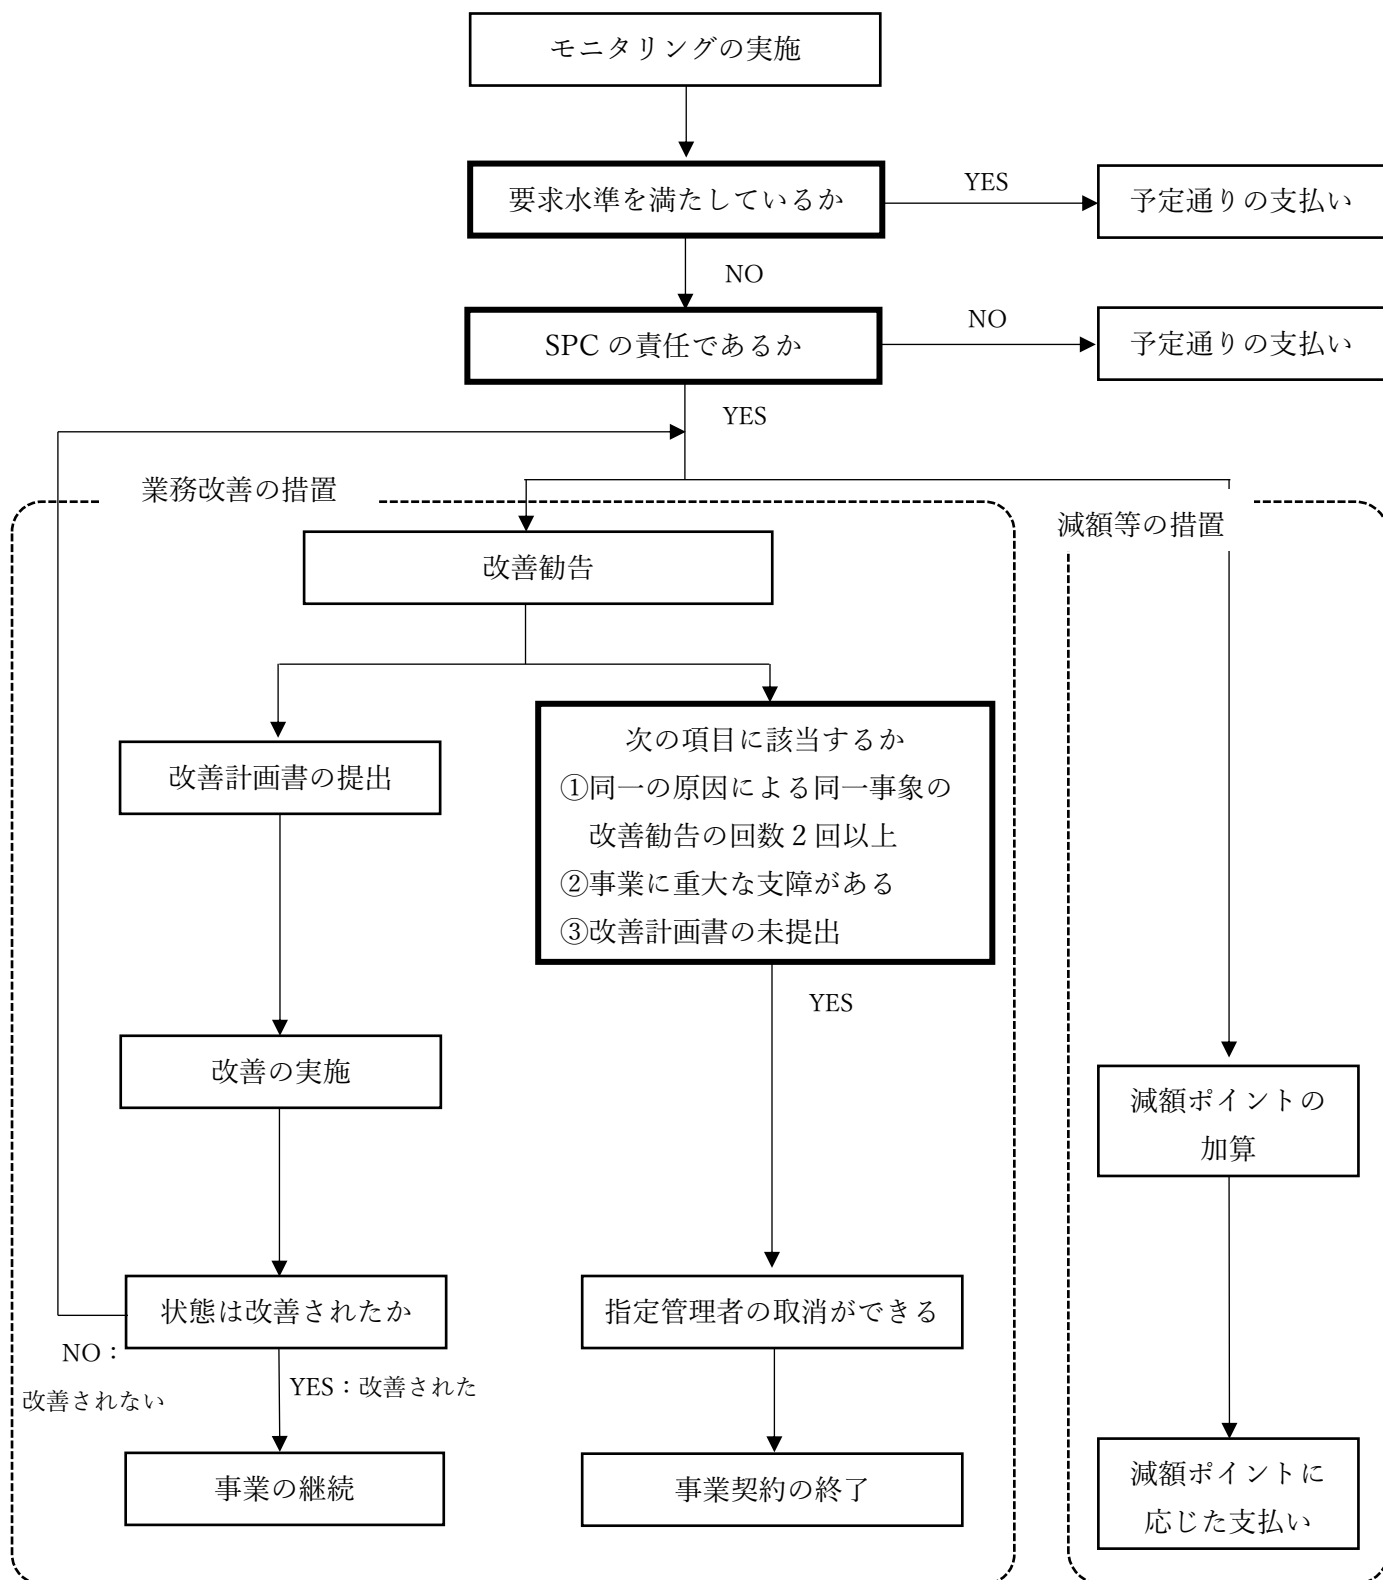 モニタリングの実施
要求水準を満たしているか
YES
予定通りの支払い
NO
SPC の責任であるか
NO
予定通りの支払い
YES
業務改善の措置
減額等の措置
改善勧告
改善計画書の提出
次の項目に該当するか
①同一の原因による同一事象の
改善勧告の回数 2 回以上
②事業に重大な支障がある
③改善計画書の未提出
YES
改善の実施
減額ポイントの
加算
状態は改善されたか
指定管理者の取消ができる
NO：
改善されない
YES：改善された
事業の継続
事業契約の終了
減額ポイントに
応じた支払い